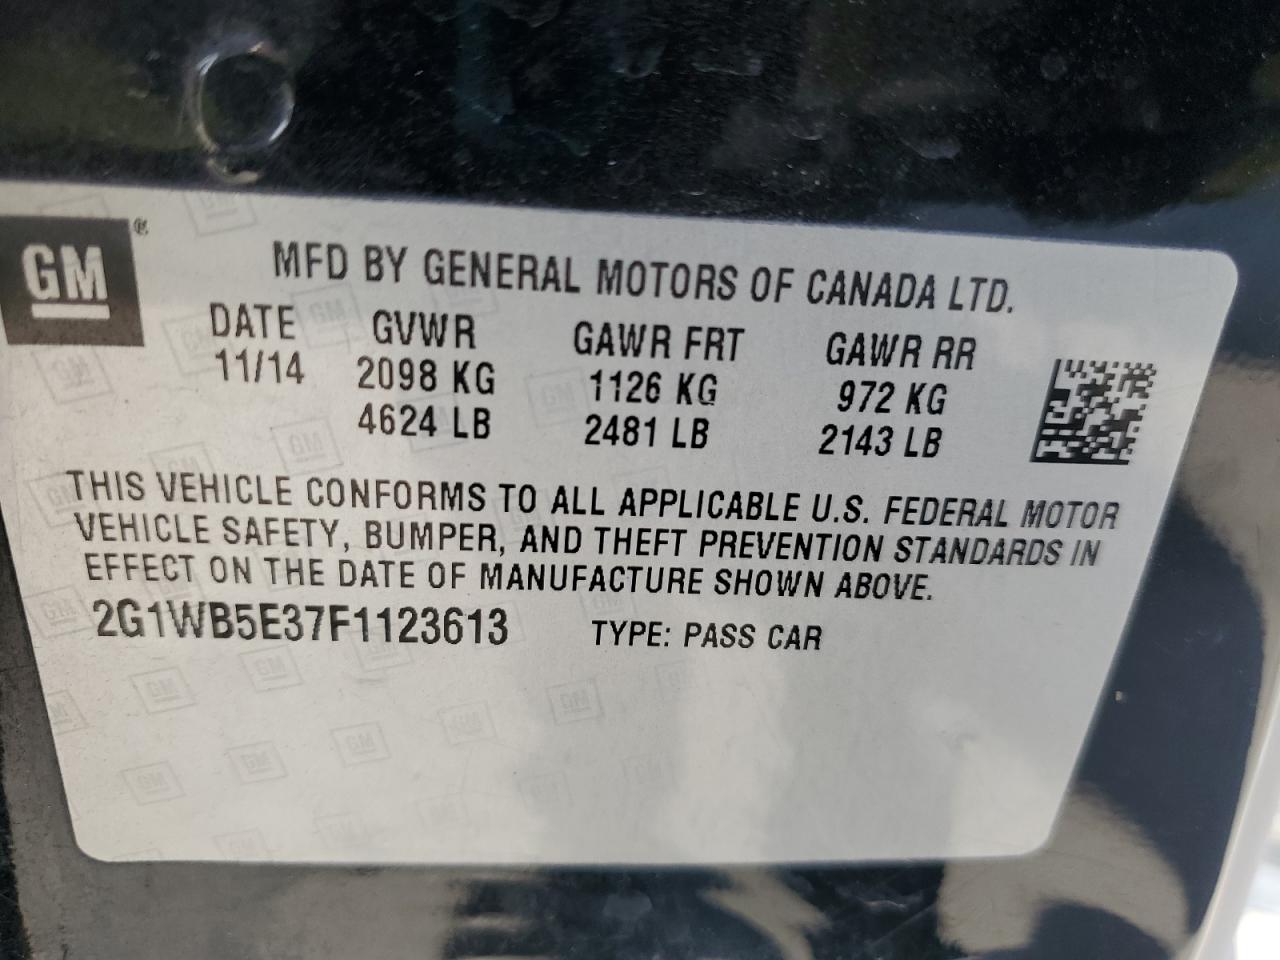 GM ®
MFD BY GENERAL MOTORS OF CANADA LTD.
DATE GVWR GAWR FRT GAWR RR
11/14 2098 KG 1126 KG 972 KG
4624 LB 2481 LB 2143 LB
THIS VEHICLE CONFORMS TO ALL APPLICABLE U.S. FEDERAL MOTOR
VEHICLE SAFETY, BUMPER, AND THEFT PREVENTION STANDARDS IN
EFFECT ON THE DATE OF MANUFACTURE SHOWN ABOVE.
2G1WB5E37F1123613 TYPE: PASS CAR